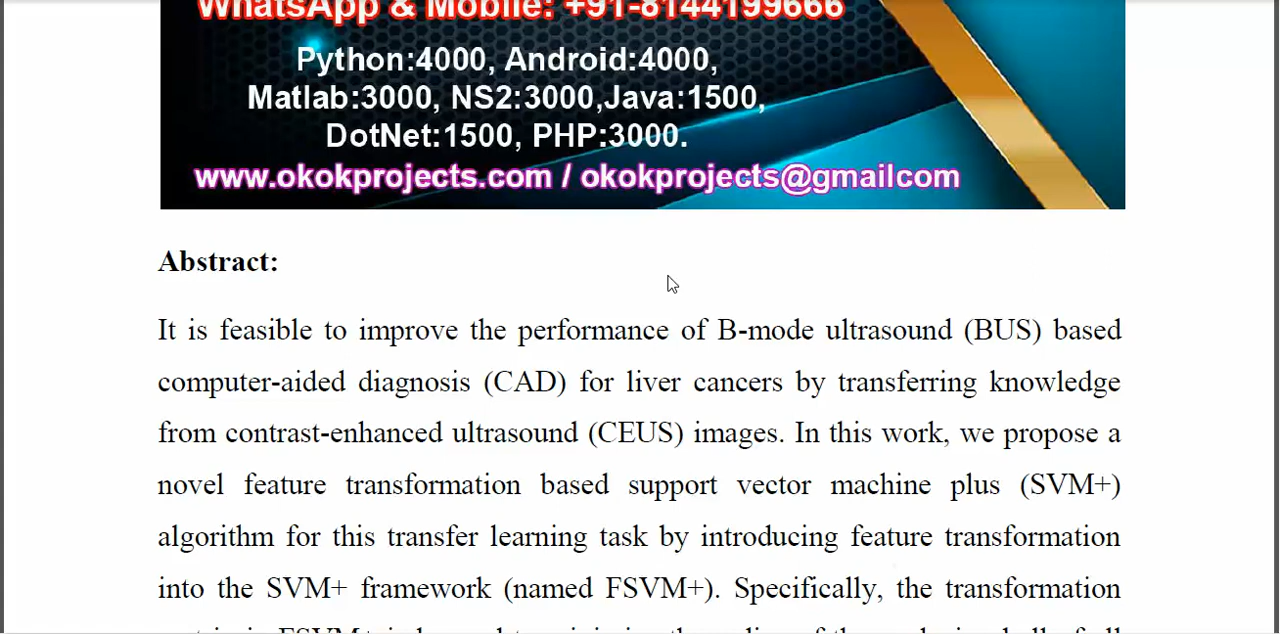 WhatsApp & Mobile: +91-8144199666
Python:4000, Android:4000,
Matlab:3000, NS2:3000,Java:1500,
DotNet:1500, PHP:3000.
www.okokprojects.com / okokprojects@gmailcom
Abstract:
It is feasible to improve the performance of B-mode ultrasound (BUS) based
computer-aided diagnosis (CAD) for liver cancers by transferring knowledge
from contrast-enhanced ultrasound (CEUS) images. In this work, we propose a
novel feature transformation based support vector machine plus (SVM+)
algorithm for this transfer learning task by introducing feature transformation
into the SVM+ framework (named FSVM+). Specifically, the transformation